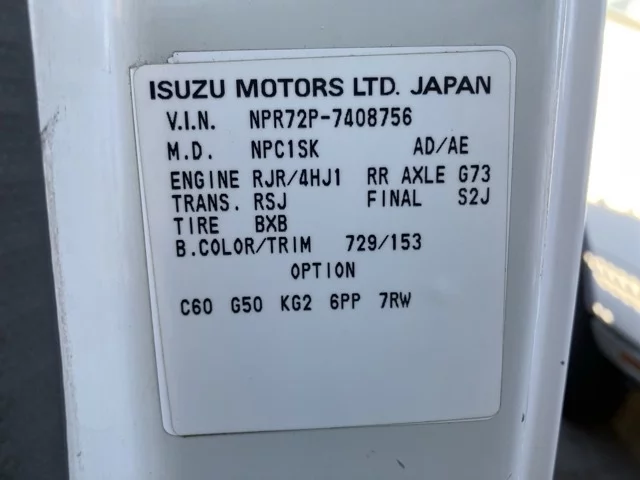 ISUZU MOTORS LTD. JAPAN
V.I.N. NPR72P-7408756
M.D. NPC1SK AD/AE
ENGINE RJR/4HJ1 RR AXLE G73
TRANS. RSJ FINAL S2J
TIRE BXB
B.COLOR/TRIM 729/153
OPTION
C60 G50 KG2 6PP 7RW